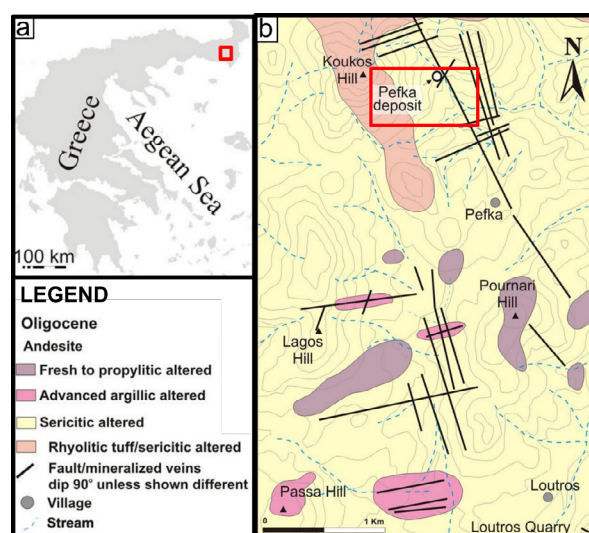 a
Greece
Aegean Sea
100 km
LEGEND
Oligocene
Andesite
Fresh to propylitic altered
Advanced argillic altered
Sericitic altered
Rhyolitic tuff/sericitic altered
Fault/mineralized veins
dip 90° unless shown different
Village
Stream
b
N
Koukos
Hill
Pefka
deposit
Pefka
Pournari
Hill
Lagos
Hill
Passa Hill
Loutros
0
1 Km
Loutros Quarry